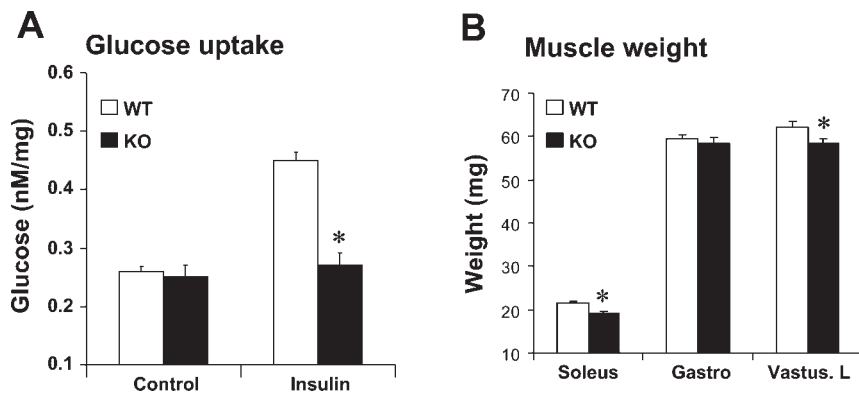 A
Glucose uptake
Glucose (nM/mg)
0.6
0.5
0.4
0.3
0.2
0.1
WT
KO
*
Control
Insulin
B
Muscle weight
Weight (mg)
70
60
50
40
30
20
10
WT
KO
*
*
Soleus
Gastro
Vastus. L